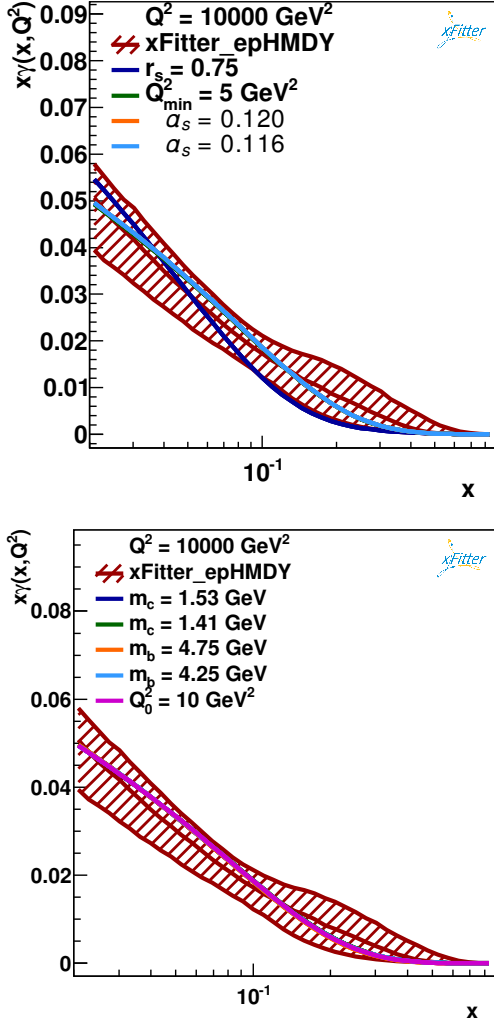 Q² = 10000 GeV²
xFitter_epHMDY
r_s = 0.75
Q²_min = 5 GeV²
α_s = 0.120
α_s = 0.116
xFitter
xγ(x,Q²)
0.09
0.08
0.07
0.06
0.05
0.04
0.03
0.02
0.01
0
10⁻¹
x
Q² = 10000 GeV²
xFitter_epHMDY
m_c = 1.53 GeV
m_c = 1.41 GeV
m_b = 4.75 GeV
m_b = 4.25 GeV
Q²_0 = 10 GeV²
xFitter
xγ(x,Q²)
0.08
0.06
0.04
0.02
0
10⁻¹
x